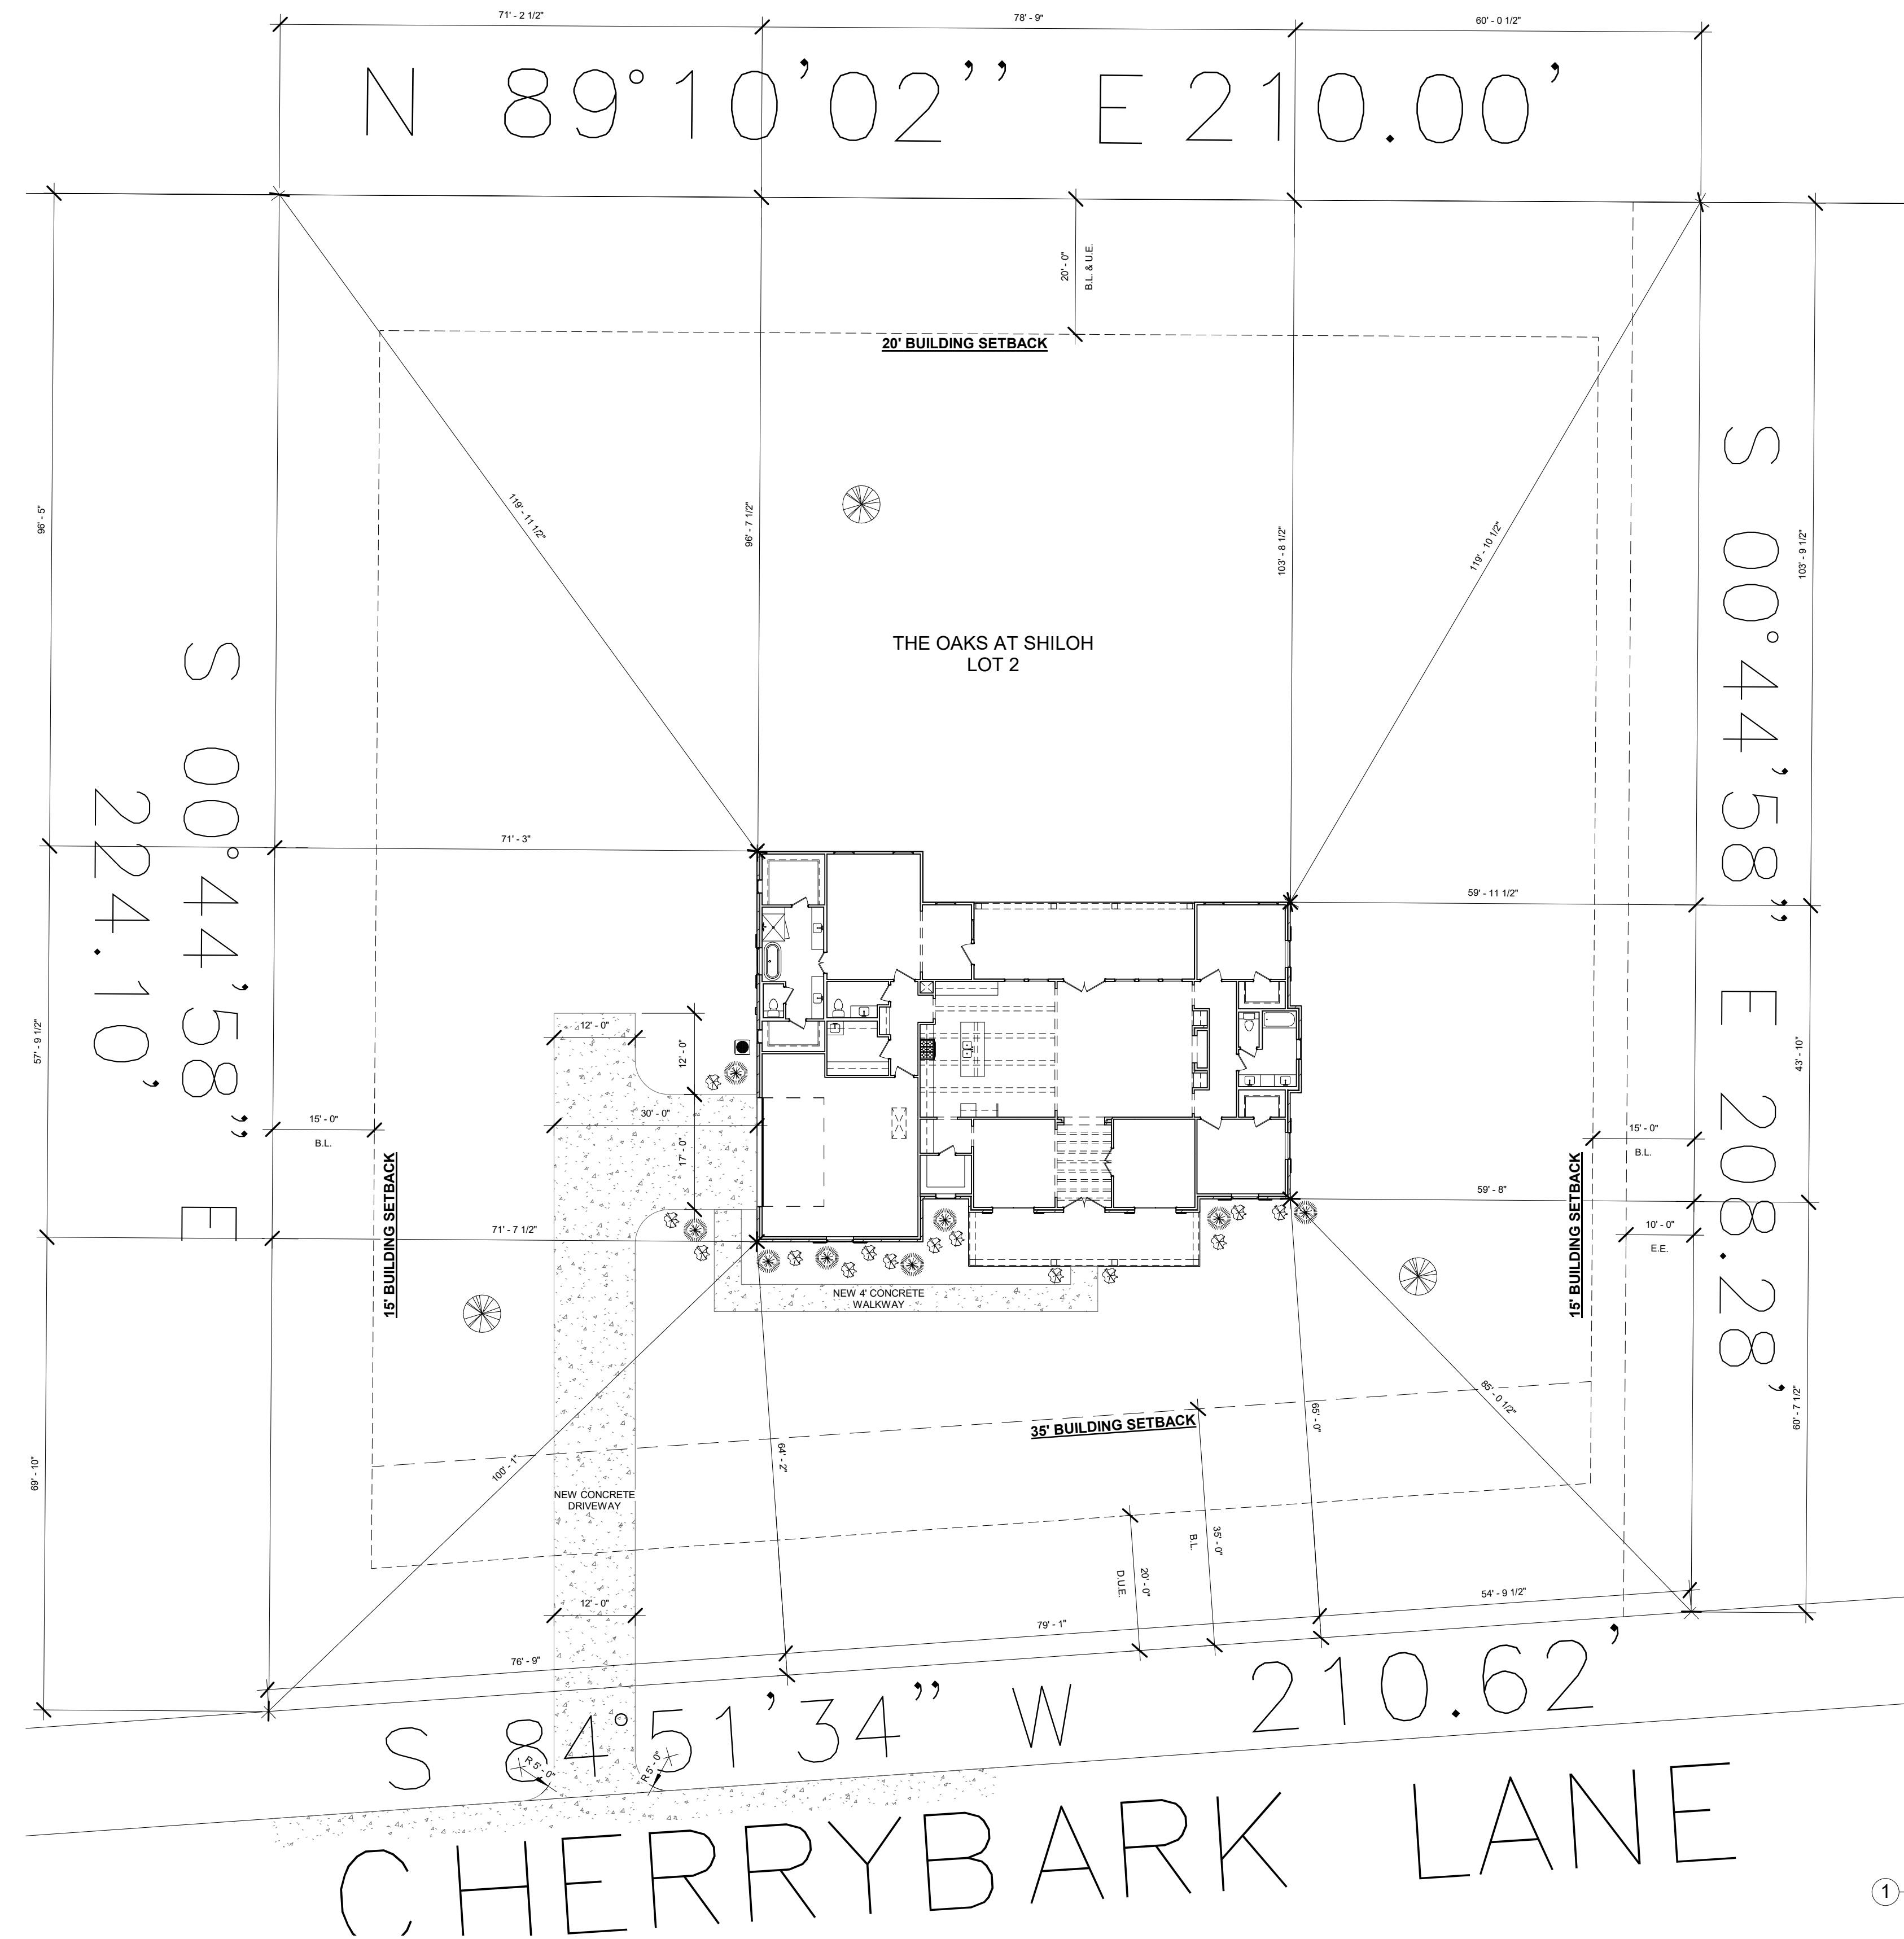 71' - 2 1/2"
78' - 9"
60' - 0 1/2"
N 89°10'02'' E 210.00'
20' - 0"
B.L. & U.E.
20' BUILDING SETBACK
96' - 5"
119' - 11 1/2"
96' - 7 1/2"
103' - 8 1/2"
119' - 10 1/2"
103' - 9 1/2"
S 00°44'58'' E
224.10'
S 00°44'58'' E 208.28'
THE OAKS AT SHILOH
LOT 2
71' - 3"
59' - 11 1/2"
57' - 9 1/2"
43' - 10"
12' - 0"
12' - 0"
30' - 0"
17' - 0"
15' - 0"
B.L.
15' BUILDING SETBACK
15' - 0"
B.L.
15' BUILDING SETBACK
59' - 8"
10' - 0"
E.E.
71' - 7 1/2"
NEW 4' CONCRETE
WALKWAY
35' BUILDING SETBACK
64' - 2"
65' - 0"
85' - 0 1/2"
60' - 7 1/2"
69' - 10"
100' - 1"
NEW CONCRETE
DRIVEWAY
35' - 0"
B.L.
20' - 0"
D.U.E.
12' - 0"
76' - 9"
79' - 1"
54' - 9 1/2"
S 84°51'34'' W 210.62'
R 5' - 0"
R 5' - 0"
CHERRYBARK LANE
1